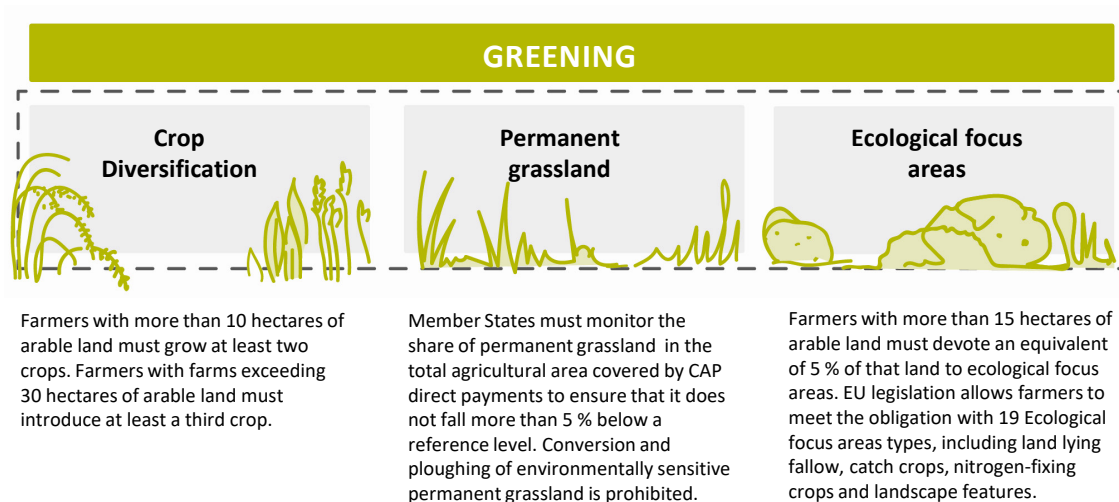 GREENING
Crop
Diversification
Farmers with more than 10 hectares of
arable land must grow at least two
crops. Farmers with farms exceeding
30 hectares of arable land must
introduce at least a third crop.
Permanent
grassland
Member States must monitor the
share of permanent grassland in the
total agricultural area covered by CAP
direct payments to ensure that it does
not fall more than 5 % below a
reference level. Conversion and
ploughing of environmentally sensitive
permanent grassland is prohibited.
Ecological focus
areas
Farmers with more than 15 hectares of
arable land must devote an equivalent
of 5 % of that land to ecological focus
areas. EU legislation allows farmers to
meet the obligation with 19 Ecological
focus areas types, including land lying
fallow, catch crops, nitrogen-fixing
crops and landscape features.